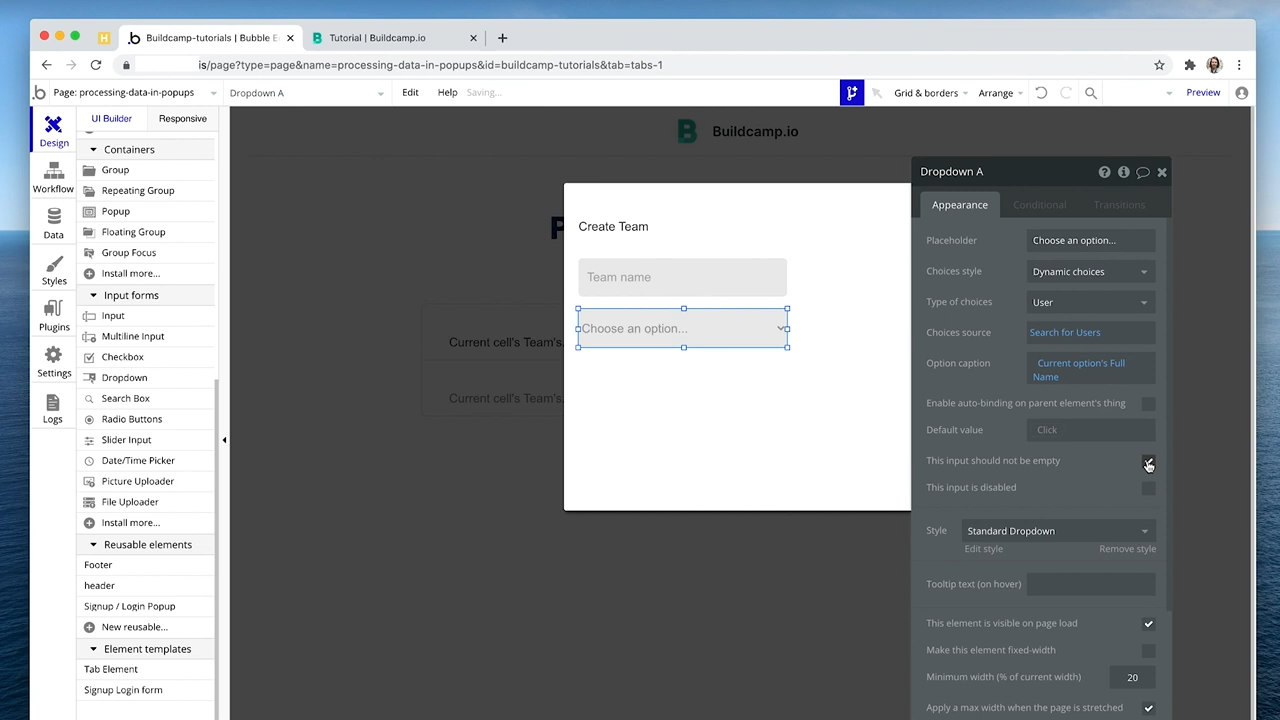 Buildcamp-tutorials | Bubble E
Tutorial | Buildcamp.io
is/page?type=page&name=processing-data-in-popups&id=buildcamp-tutorials&tab=tabs-1
Page: processing-data-in-popups
Dropdown A
Edit
Help
Saving...
Grid & borders
Arrange
Preview
Design
Workflow
Data
Styles
Plugins
Settings
Logs
UI Builder
Responsive
Containers
Group
Repeating Group
Popup
Floating Group
Group Focus
Install more...
Input forms
Input
Multiline Input
Checkbox
Dropdown
Search Box
Radio Buttons
Slider Input
Date/Time Picker
Picture Uploader
File Uploader
Install more...
Reusable elements
Footer
header
Signup / Login Popup
New reusable...
Element templates
Tab Element
Signup Login form
Buildcamp.io
P
Create Team
Team name
Choose an option...
Current cell's Team's
Current cell's Team's
Dropdown A
Appearance
Conditional
Transitions
Placeholder
Choose an option...
Choices style
Dynamic choices
Type of choices
User
Choices source
Search for Users
Option caption
Current option's Full
Name
Enable auto-binding on parent element's thing
Default value
Click
This input should not be empty
This input is disabled
Style
Standard Dropdown
Edit style
Remove style
Tooltip text (on hover)
This element is visible on page load
Make this element fixed-width
Minimum width (% of current width)
20
Apply a max width when the page is stretched